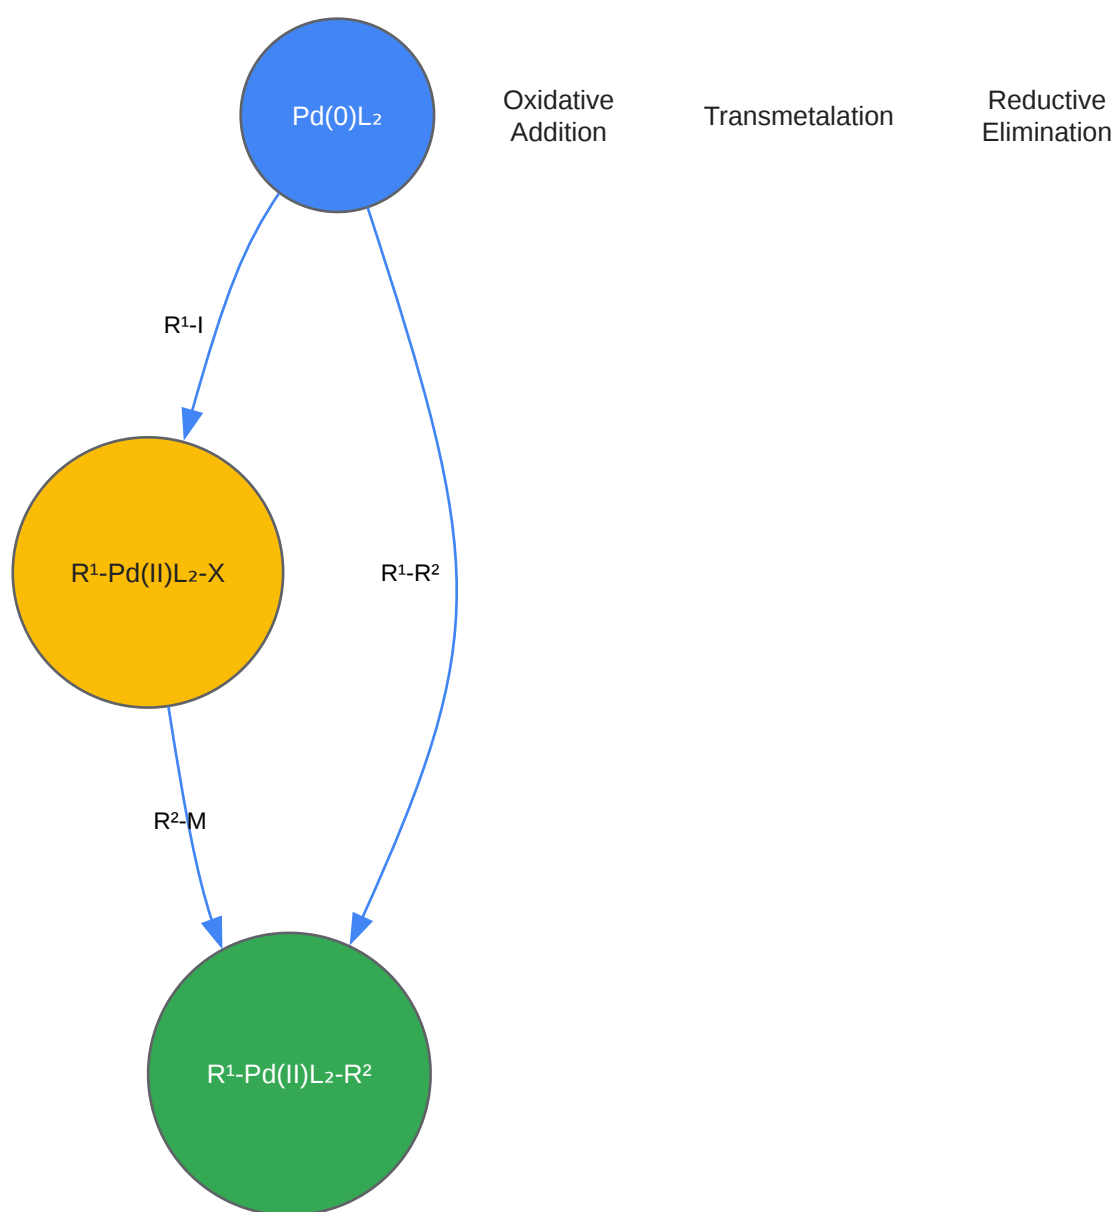 Pd(0)L₂
Oxidative
Addition
Transmetalation
Reductive
Elimination
R¹-I
R¹-Pd(II)L₂-X
R¹-R²
R²-M
R¹-Pd(II)L₂-R²